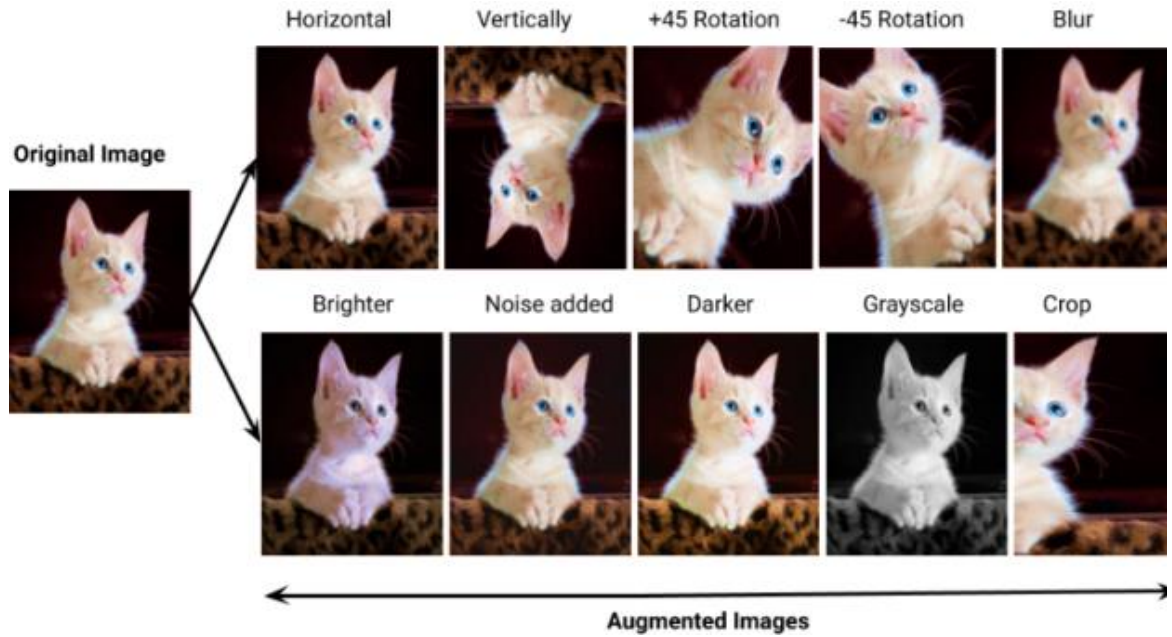 Horizontal
Vertically
+45 Rotation
-45 Rotation
Blur
Original Image
Brighter
Noise added
Darker
Grayscale
Crop
Augmented Images